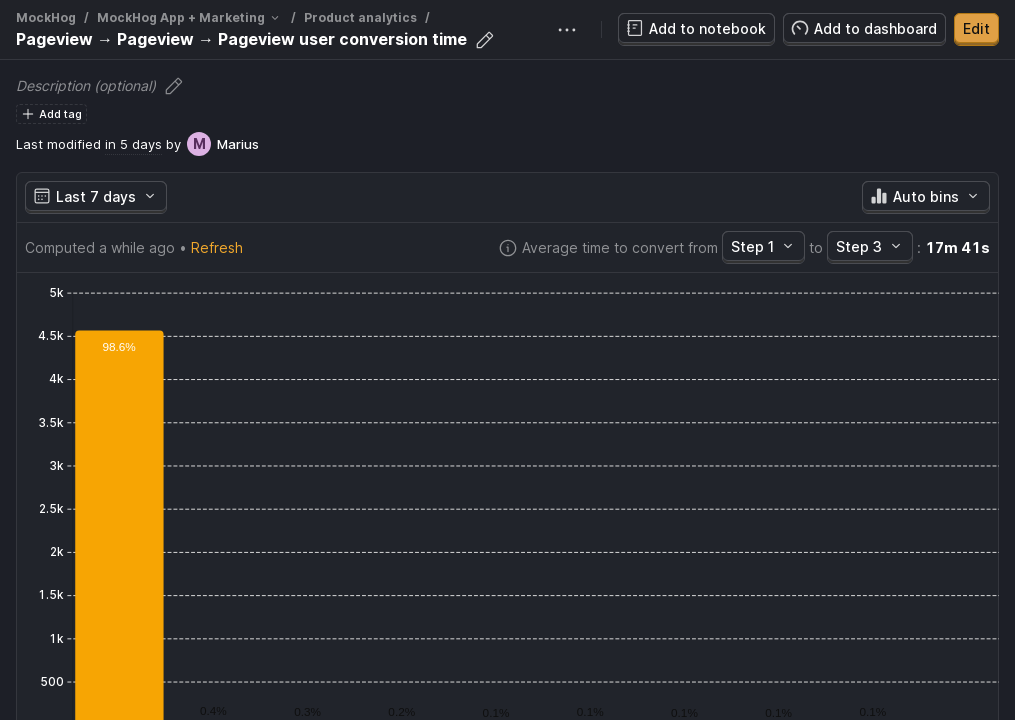 MockHog / MockHog App + Marketing / Product analytics /
Pageview → Pageview → Pageview user conversion time
Add to notebook
Add to dashboard
Edit
Description (optional)
Add tag
Last modified in 5 days by M Marius
Last 7 days
Auto bins
Computed a while ago • Refresh
Average time to convert from Step 1 to Step 3 : 17m 41s
5k
4.5k
98.6%
4k
3.5k
3k
2.5k
2k
1.5k
1k
500
0.4% 0.3% 0.2% 0.1% 0.1% 0.1% 0.1% 0.1%